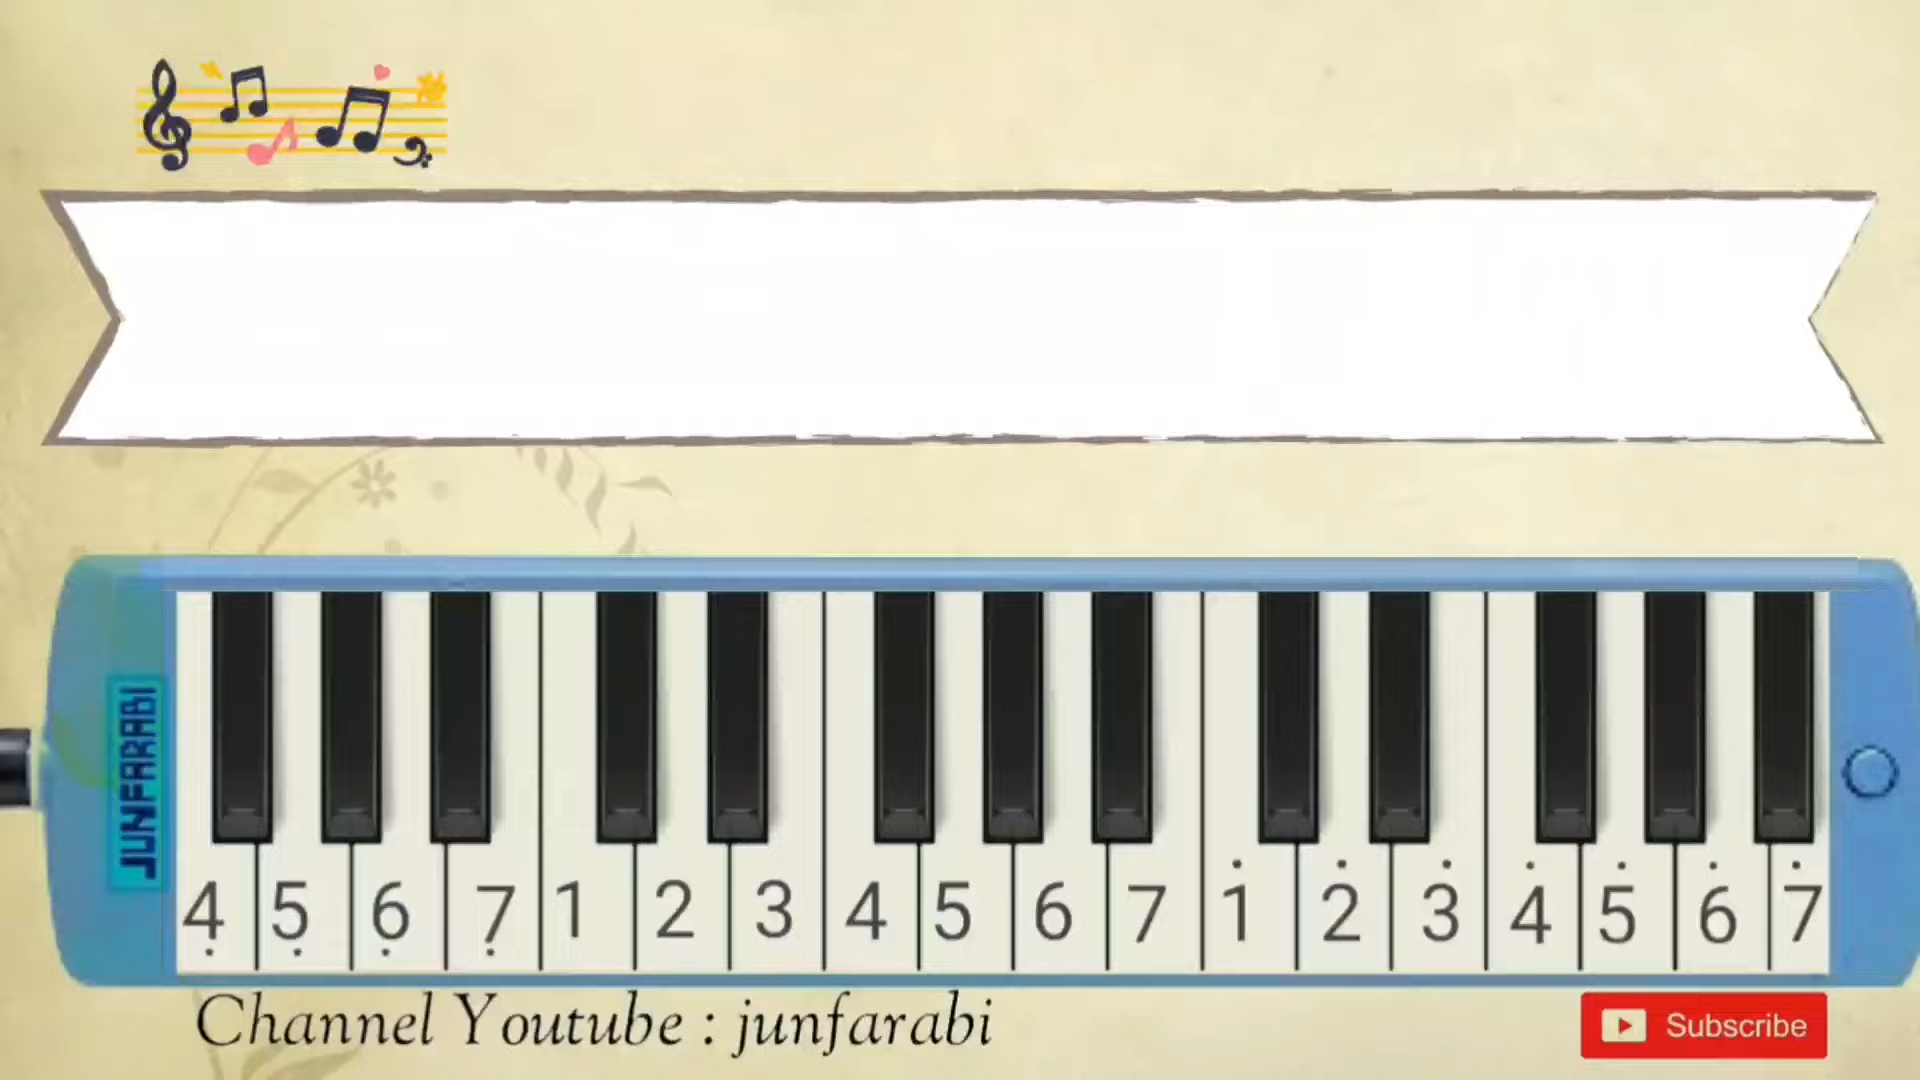 JUNFARABI
4̣ 5̣ 6̣ 7̣ 1 2 3 4 5 6 7 1̇ 2̇ 3̇ 4̇ 5̇ 6̇ 7̇
Channel Youtube : junfarabi
Subscribe